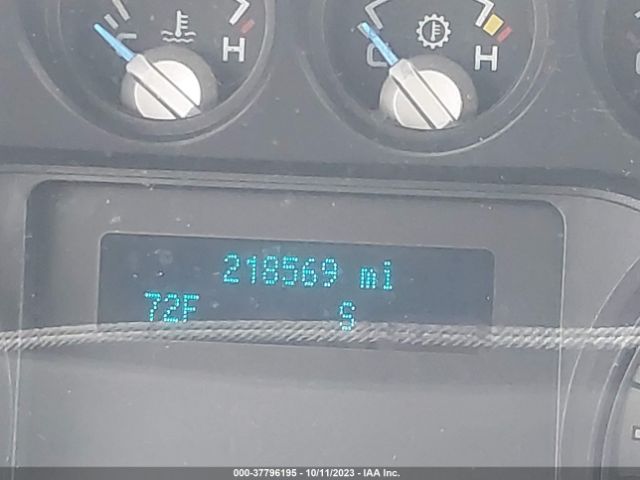 C H C H
218569 mi
72F S
000-37796195 - 10/11/2023 - IAA Inc.